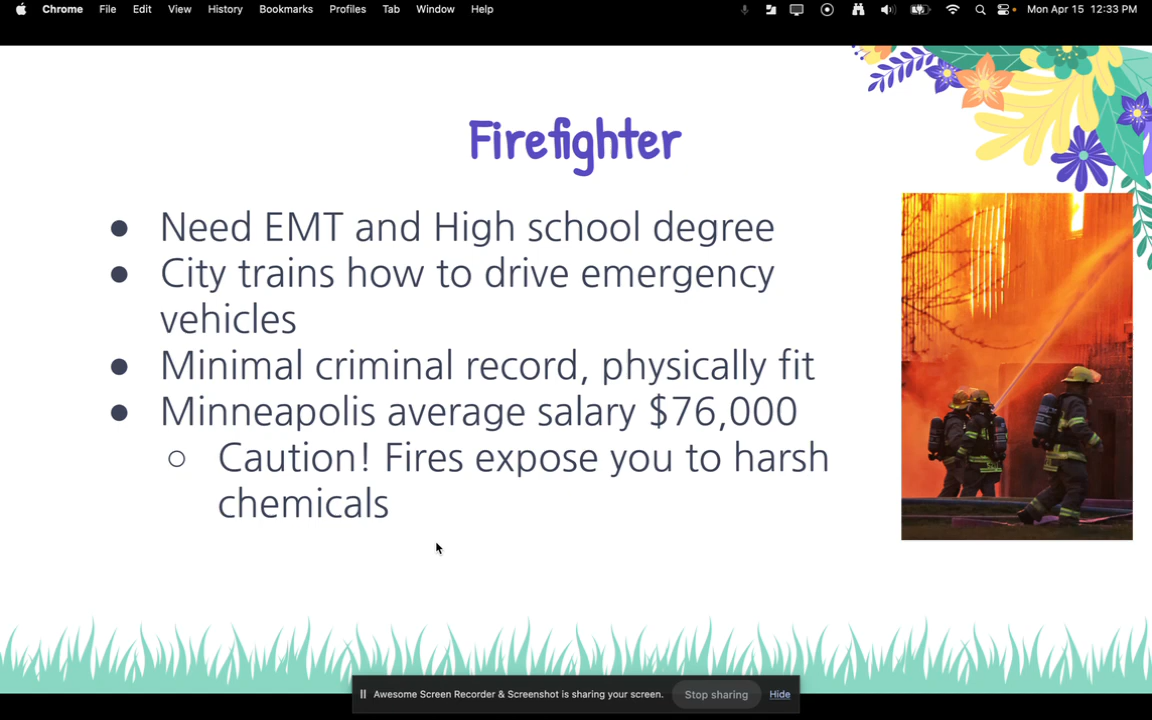 Chrome File Edit View History Bookmarks Profiles Tab Window Help Mon Apr 15 12:33 PM
Firefighter
● Need EMT and High school degree
● City trains how to drive emergency
vehicles
● Minimal criminal record, physically fit
● Minneapolis average salary $76,000
○ Caution! Fires expose you to harsh
chemicals
Awesome Screen Recorder & Screenshot is sharing your screen. Stop sharing Hide